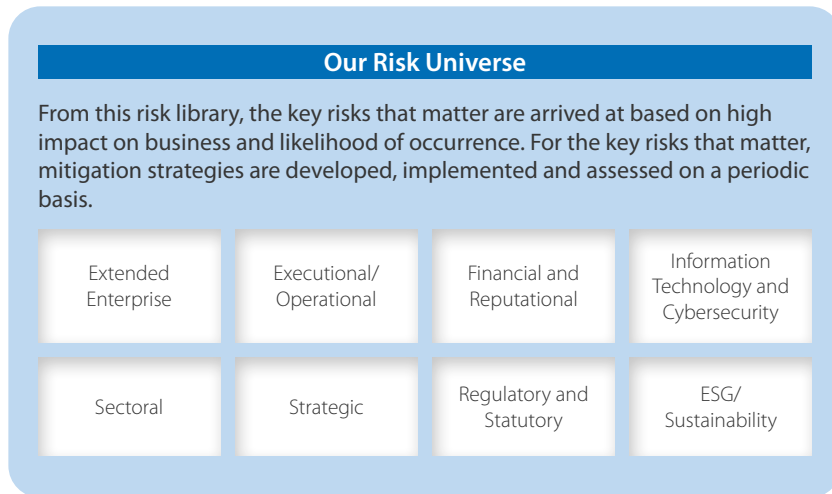 Our Risk Universe
From this risk library, the key risks that matter are arrived at based on high
impact on business and likelihood of occurrence. For the key risks that matter,
mitigation strategies are developed, implemented and assessed on a periodic
basis.
Extended
Enterprise
Executional/
Operational
Financial and
Reputational
Information
Technology and
Cybersecurity
Sectoral
Strategic
Regulatory and
Statutory
ESG/
Sustainability